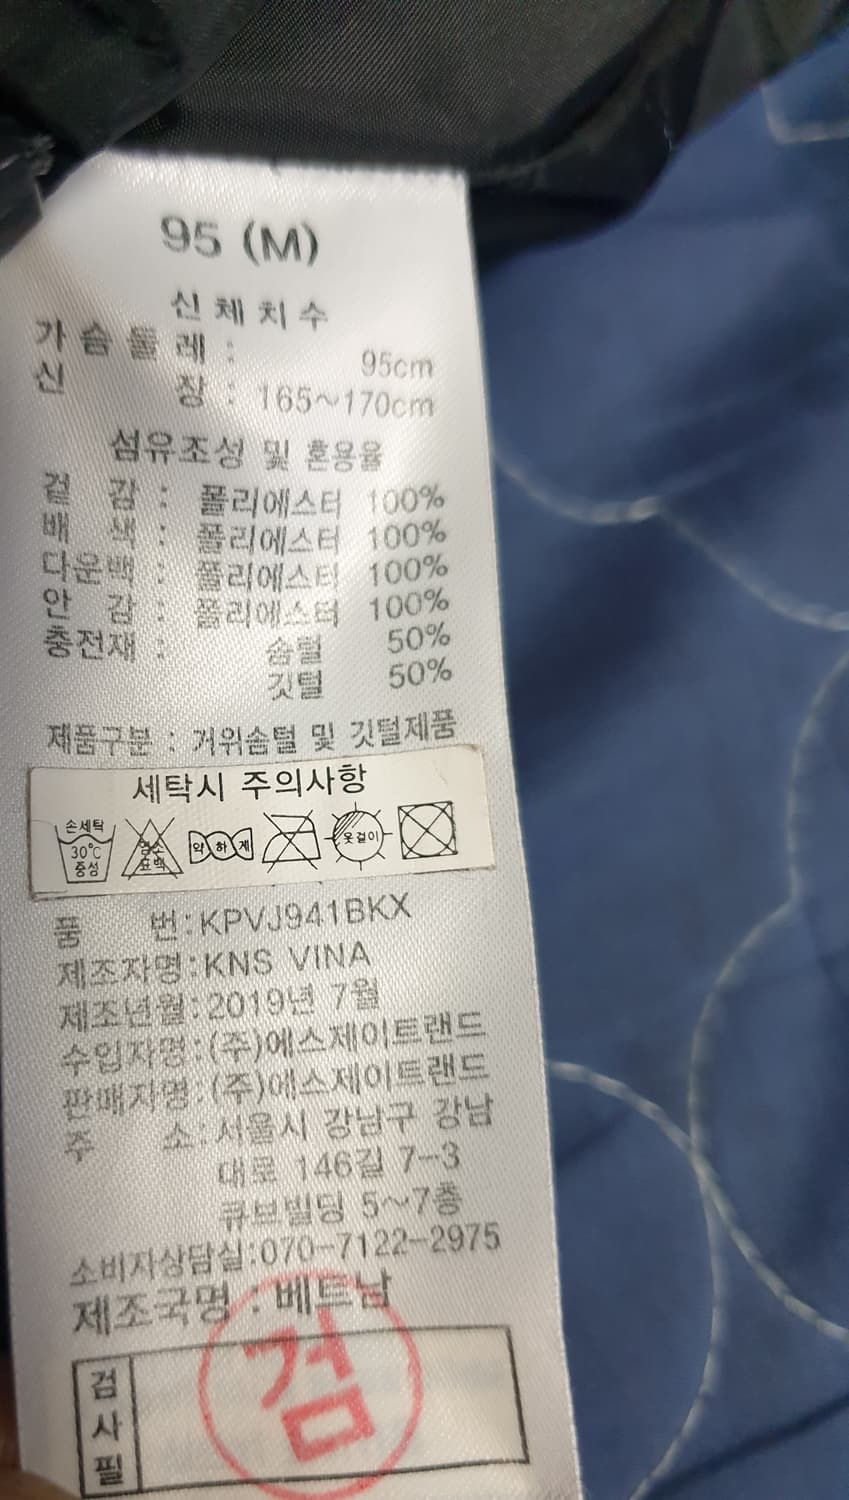 95 (M)
신체치수
가슴둘레 : 95cm
신 장 : 165~170cm
섬유조성 및 혼용율
겉 감 : 폴리에스터 100%
배 색 : 폴리에스터 100%
다운백 : 폴리에스터 100%
안 감 : 폴리에스터 100%
충전재 : 솜털 50%
깃털 50%
제품구분 : 거위솜털 및 깃털제품
세탁시 주의사항
손세탁 30℃ 중성 염소 표백 약하게 옷걸이
품 번:KPVJ941BKX
제조자명:KNS VINA
제조년월:2019년 7월
수입자명:(주)에스제이트랜드
판매자명:(주)에스제이트랜드
주 소:서울시 강남구 강남
대로 146길 7-3
큐브빌딩 5~7층
소비자상담실:070-7122-2975
제조국명 : 베트남
검사필 검